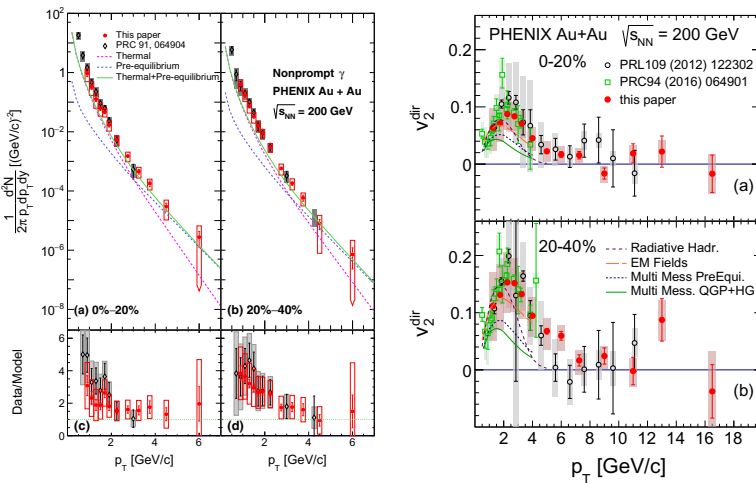 This paper
PRC 91, 064904
Thermal
Pre-equilibrium
Thermal+Pre-equilibrium
Nonprompt γ
PHENIX Au + Au
√s_NN = 200 GeV
10²
1
10⁻²
10⁻⁴
10⁻⁶
10⁻⁸
1/(2π p_T) d²N/(dp_T dy) [(GeV/c)⁻²]
(a) 0%–20%
(b) 20%–40%
Data/Model
6
4
2
0
(c)
(d)
0 2 4 6
0 2 4 6
p_T [GeV/c]
p_T [GeV/c]
PHENIX Au+Au √s_NN = 200 GeV
0-20%
PRL109 (2012) 122302
PRC94 (2016) 064901
this paper
v₂^dir
0.2
0.1
0
(a)
20-40%
Radiative Hadr.
EM Fields
Multi Mess PreEqui.
Multi Mess. QGP+HG
v₂^dir
0.2
0.1
0
(b)
2 4 6 8 10 12 14 16 18
p_T [GeV/c]